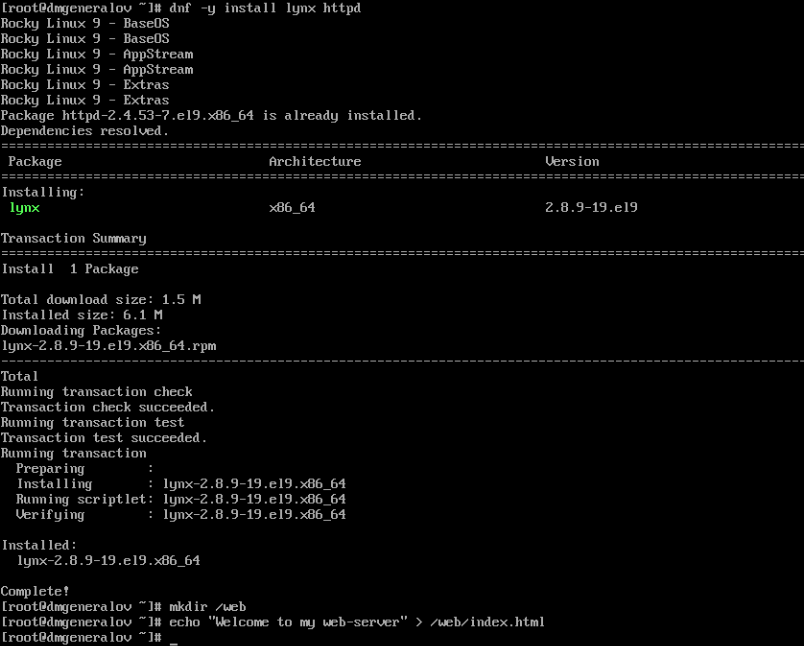 [root@dmgeneralov ~]# dnf -y install lynx httpd
Rocky Linux 9 - BaseOS
Rocky Linux 9 - BaseOS
Rocky Linux 9 - AppStream
Rocky Linux 9 - AppStream
Rocky Linux 9 - Extras
Rocky Linux 9 - Extras
Package httpd-2.4.53-7.el9.x86_64 is already installed.
Dependencies resolved.
================================================================================
Package Architecture Version
================================================================================
Installing:
lynx x86_64 2.8.9-19.el9
Transaction Summary
================================================================================
Install 1 Package
Total download size: 1.5 M
Installed size: 6.1 M
Downloading Packages:
lynx-2.8.9-19.el9.x86_64.rpm
--------------------------------------------------------------------------------
Total
Running transaction check
Transaction check succeeded.
Running transaction test
Transaction test succeeded.
Running transaction
Preparing :
Installing : lynx-2.8.9-19.el9.x86_64
Running scriptlet: lynx-2.8.9-19.el9.x86_64
Verifying : lynx-2.8.9-19.el9.x86_64
Installed:
lynx-2.8.9-19.el9.x86_64
Complete!
[root@dmgeneralov ~]# mkdir /web
[root@dmgeneralov ~]# echo "Welcome to my web-server" > /web/index.html
[root@dmgeneralov ~]# _